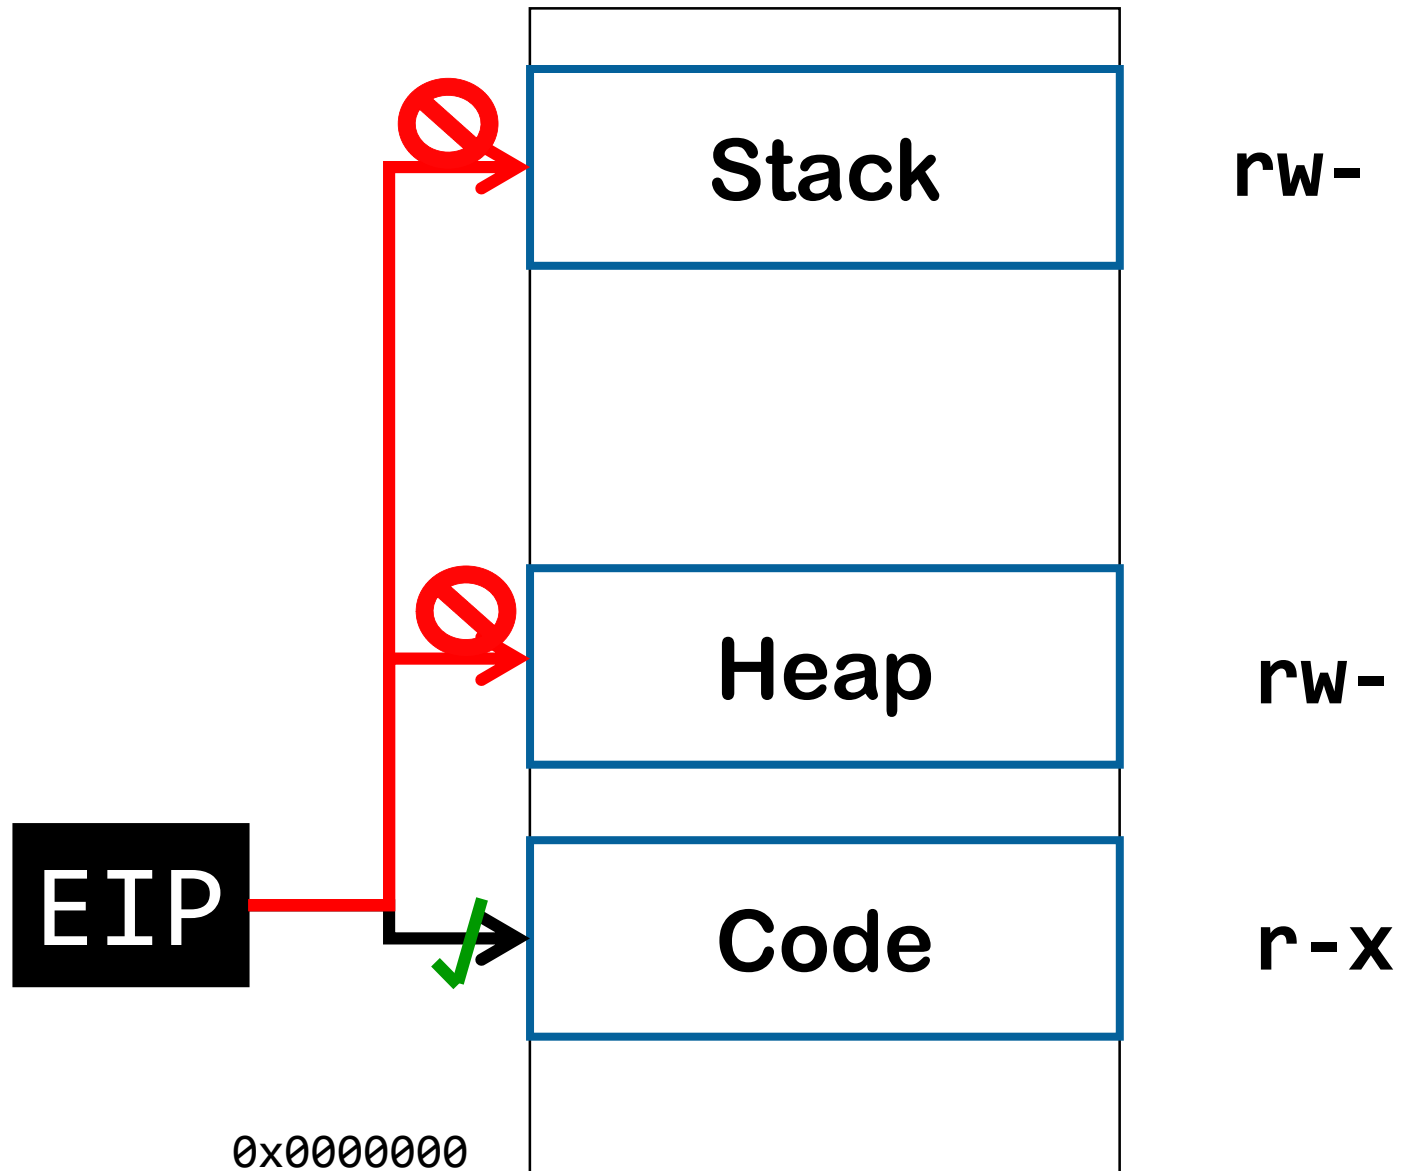 Stack rw-
Heap rw-
EIP
Code r-x
0x0000000